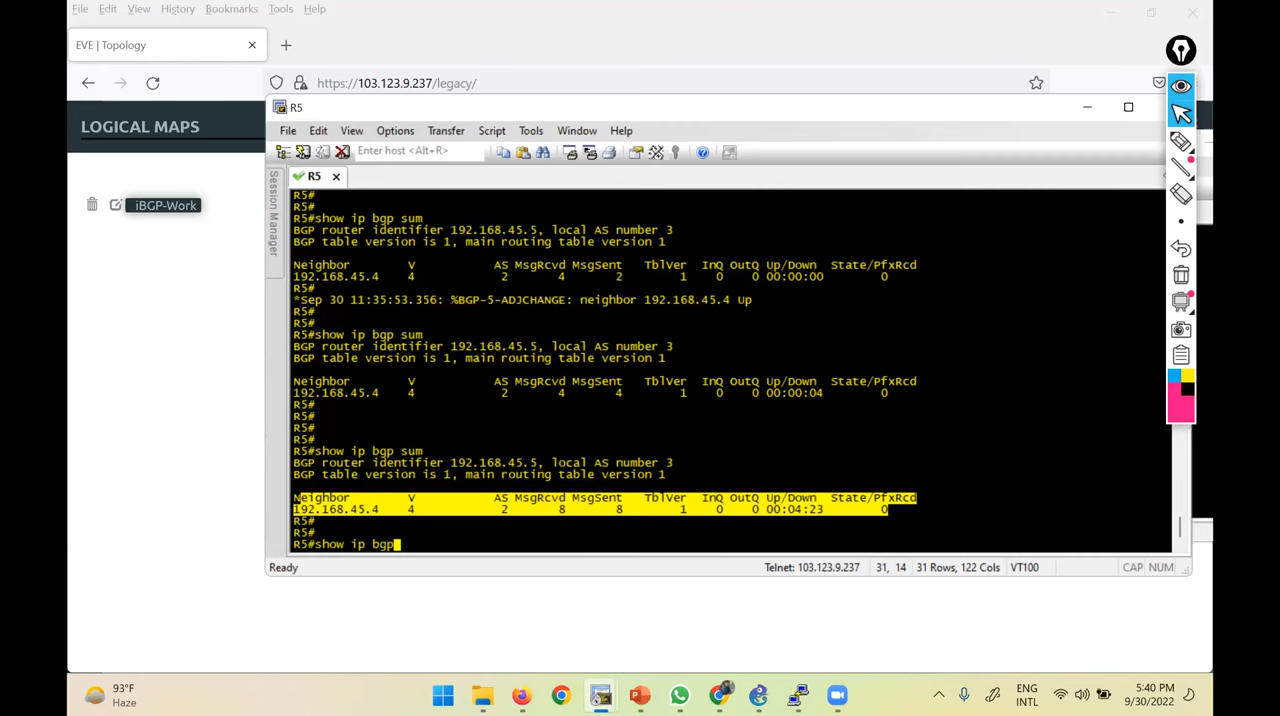 File Edit View History Bookmarks Tools Help
EVE | Topology
https://103.123.9.237/legacy/
LOGICAL MAPS
iBGP-Work
R5
File Edit View Options Transfer Script Tools Window Help
Enter host <Alt+R>
R5
Session Manager
R5#
R5#
R5#show ip bgp sum
BGP router identifier 192.168.45.5, local AS number 3
BGP table version is 1, main routing table version 1
Neighbor V AS MsgRcvd MsgSent TblVer InQ OutQ Up/Down State/PfxRcd
192.168.45.4 4 2 4 2 1 0 0 00:00:00 0
R5#
*Sep 30 11:35:53.356: %BGP-5-ADJCHANGE: neighbor 192.168.45.4 Up
R5#
R5#
R5#show ip bgp sum
BGP router identifier 192.168.45.5, local AS number 3
BGP table version is 1, main routing table version 1
Neighbor V AS MsgRcvd MsgSent TblVer InQ OutQ Up/Down State/PfxRcd
192.168.45.4 4 2 4 4 1 0 0 00:00:04 0
R5#
R5#
R5#
R5#
R5#show ip bgp sum
BGP router identifier 192.168.45.5, local AS number 3
BGP table version is 1, main routing table version 1
Neighbor V AS MsgRcvd MsgSent TblVer InQ OutQ Up/Down State/PfxRcd
192.168.45.4 4 2 8 8 1 0 0 00:04:23 0
R5#
R5#
R5#show ip bgp
Ready Telnet: 103.123.9.237 31, 14 31 Rows, 122 Cols VT100 CAP NUM
93°F
Haze
ENG
INTL
5:40 PM
9/30/2022